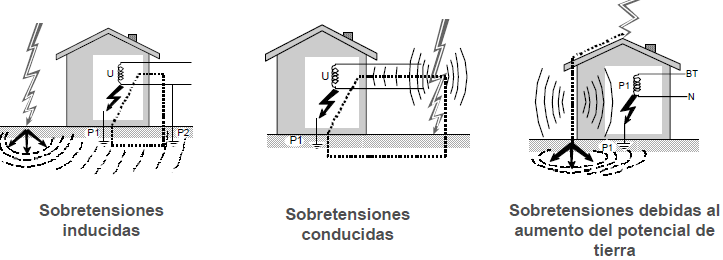 U
P1
P2
U
P1
BT
P1
N
P1
Sobretensiones
inducidas
Sobretensiones
conducidas
Sobretensiones debidas al
aumento del potencial de
tierra